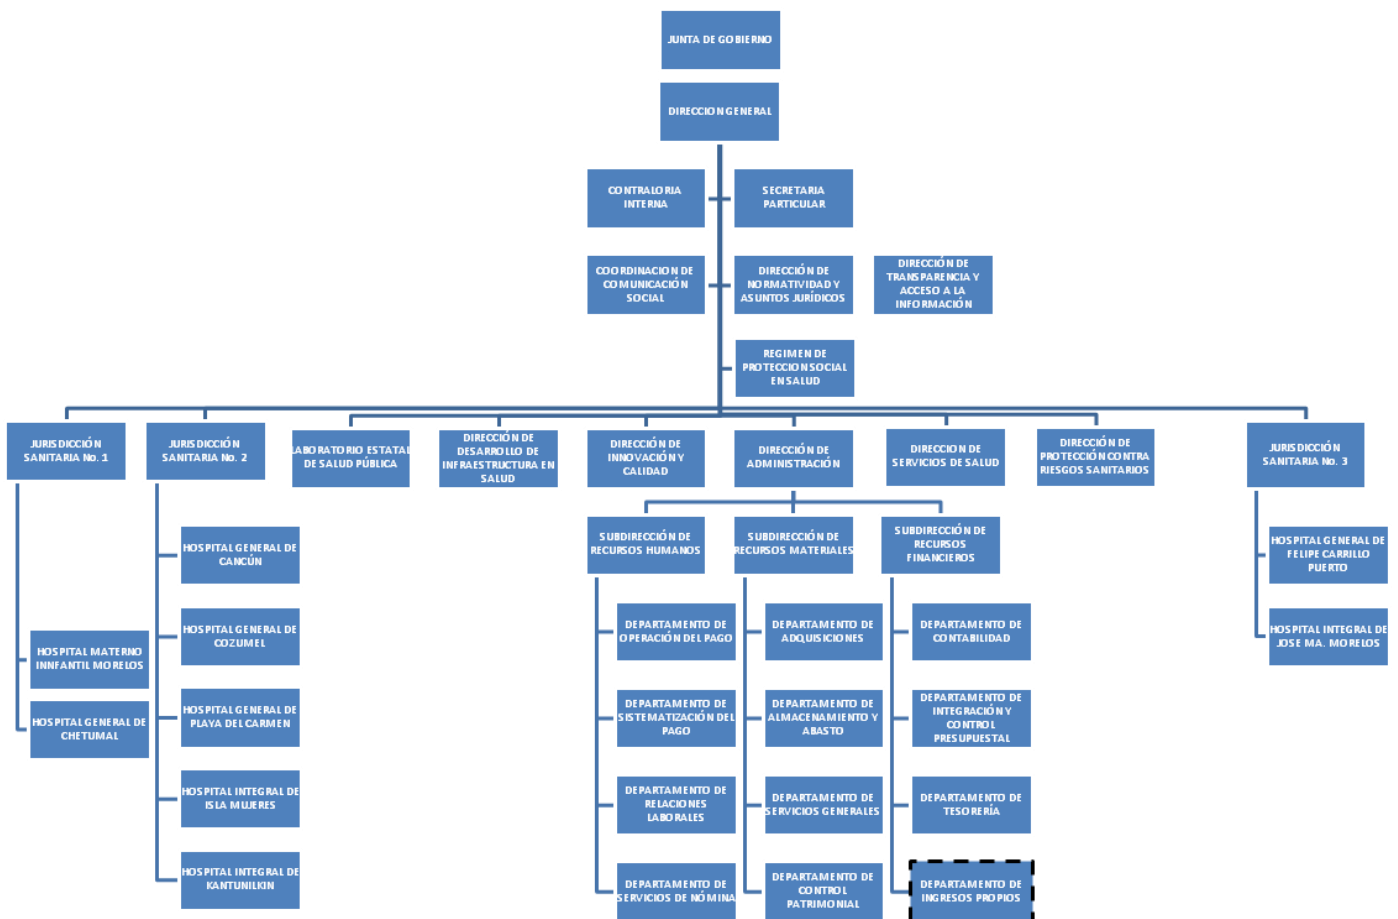 JUNTA DE GOBIERNO
DIRECCION GENERAL
CONTRALORIA
INTERNA
SECRETARIA
PARTICULAR
COORDINACION DE
COMUNICACIÓN
SOCIAL
DIRECCIÓN DE
NORMATIVIDAD Y
ASUNTOS JURÍDICOS
DIRECCIÓN DE
TRANSPARENCIA Y
ACCESO A LA
INFORMACIÓN
REGIMEN DE
PROTECCION SOCIAL
EN SALUD
JURISDICCIÓN
SANITARIA No. 1
JURISDICCIÓN
SANITARIA No. 2
LABORATORIO ESTATAL
DE SALUD PÚBLICA
DIRECCIÓN DE
DESARROLLO DE
INFRAESTRUCTURA EN
SALUD
DIRECCIÓN DE
INNOVACIÓN Y
CALIDAD
DIRECCIÓN DE
ADMINISTRACIÓN
DIRECCION DE
SERVICIOS DE SALUD
DIRECCIÓN DE
PROTECCIÓN CONTRA
RIESGOS SANITARIOS
JURISDICCIÓN
SANITARIA No. 3
HOSPITAL MATERNO
INNFANTIL MORELOS
HOSPITAL GENERAL DE
CHETUMAL
HOSPITAL GENERAL DE
CANCÚN
HOSPITAL GENERAL DE
COZUMEL
HOSPITAL GENERAL DE
PLAYA DEL CARMEN
HOSPITAL INTEGRAL DE
ISLA MUJERES
HOSPITAL INTEGRAL DE
KANTUNILKIN
SUBDIRECCIÓN DE
RECURSOS HUMANOS
DEPARTAMENTO DE
OPERACIÓN DEL PAGO
DEPARTAMENTO DE
SISTEMATIZACIÓN DEL
PAGO
DEPARTAMENTO DE
RELACIONES
LABORALES
DEPARTAMENTO DE
SERVICIOS DE NÓMINA
SUBDIRECCIÓN DE
RECURSOS MATERIALES
DEPARTAMENTO DE
ADQUISICIONES
DEPARTAMENTO DE
ALMACENAMIENTO Y
ABASTO
DEPARTAMENTO DE
SERVICIOS GENERALES
DEPARTAMENTO DE
CONTROL
PATRIMONIAL
SUBDIRECCIÓN DE
RECURSOS
FINANCIEROS
DEPARTAMENTO DE
CONTABILIDAD
DEPARTAMENTO DE
INTEGRACIÓN Y
CONTROL
PRESUPUESTAL
DEPARTAMENTO DE
TESORERÍA
DEPARTAMENTO DE
INGRESOS PROPIOS
HOSPITAL GENERAL DE
FELIPE CARRILLO
PUERTO
HOSPITAL INTEGRAL DE
JOSE MA. MORELOS